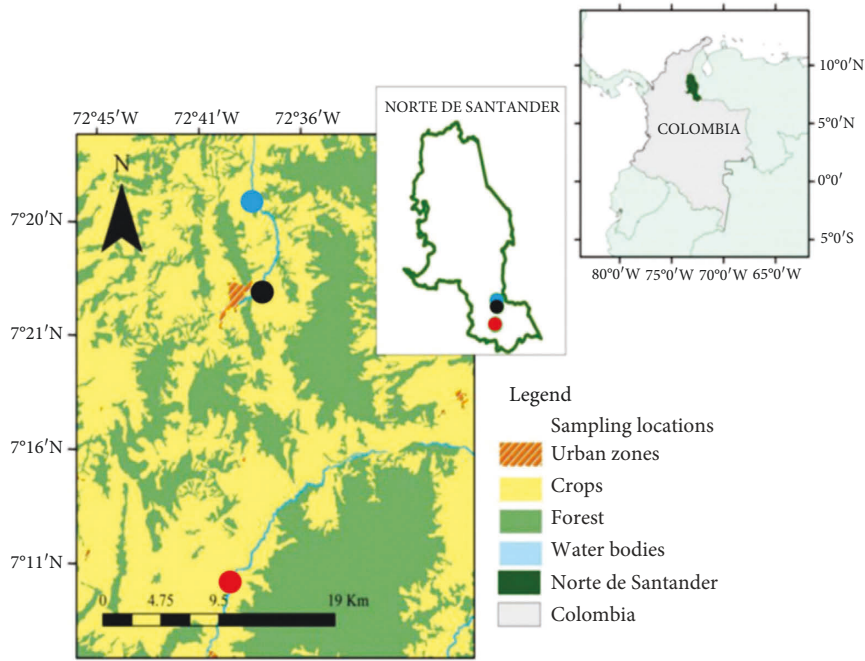 72°45′W
72°41′W
72°36′W
N
7°20′N
7°21′N
7°16′N
7°11′N
0
4.75
9.5
19 Km
NORTE DE SANTANDER
COLOMBIA
10°0′N
5°0′N
0°0′
5°0′S
80°0′W
75°0′W
70°0′W
65°0′W
Legend
Sampling locations
Urban zones
Crops
Forest
Water bodies
Norte de Santander
Colombia